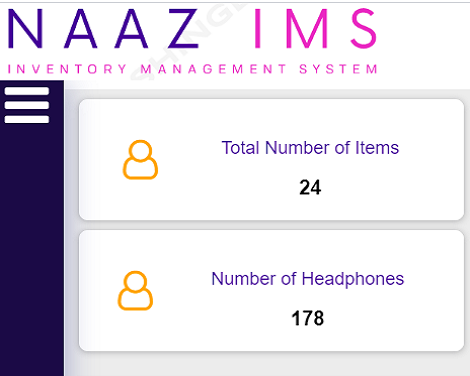 NAAZ IMS
INVENTORY MANAGEMENT SYSTEM
Total Number of Items
24
Number of Headphones
178